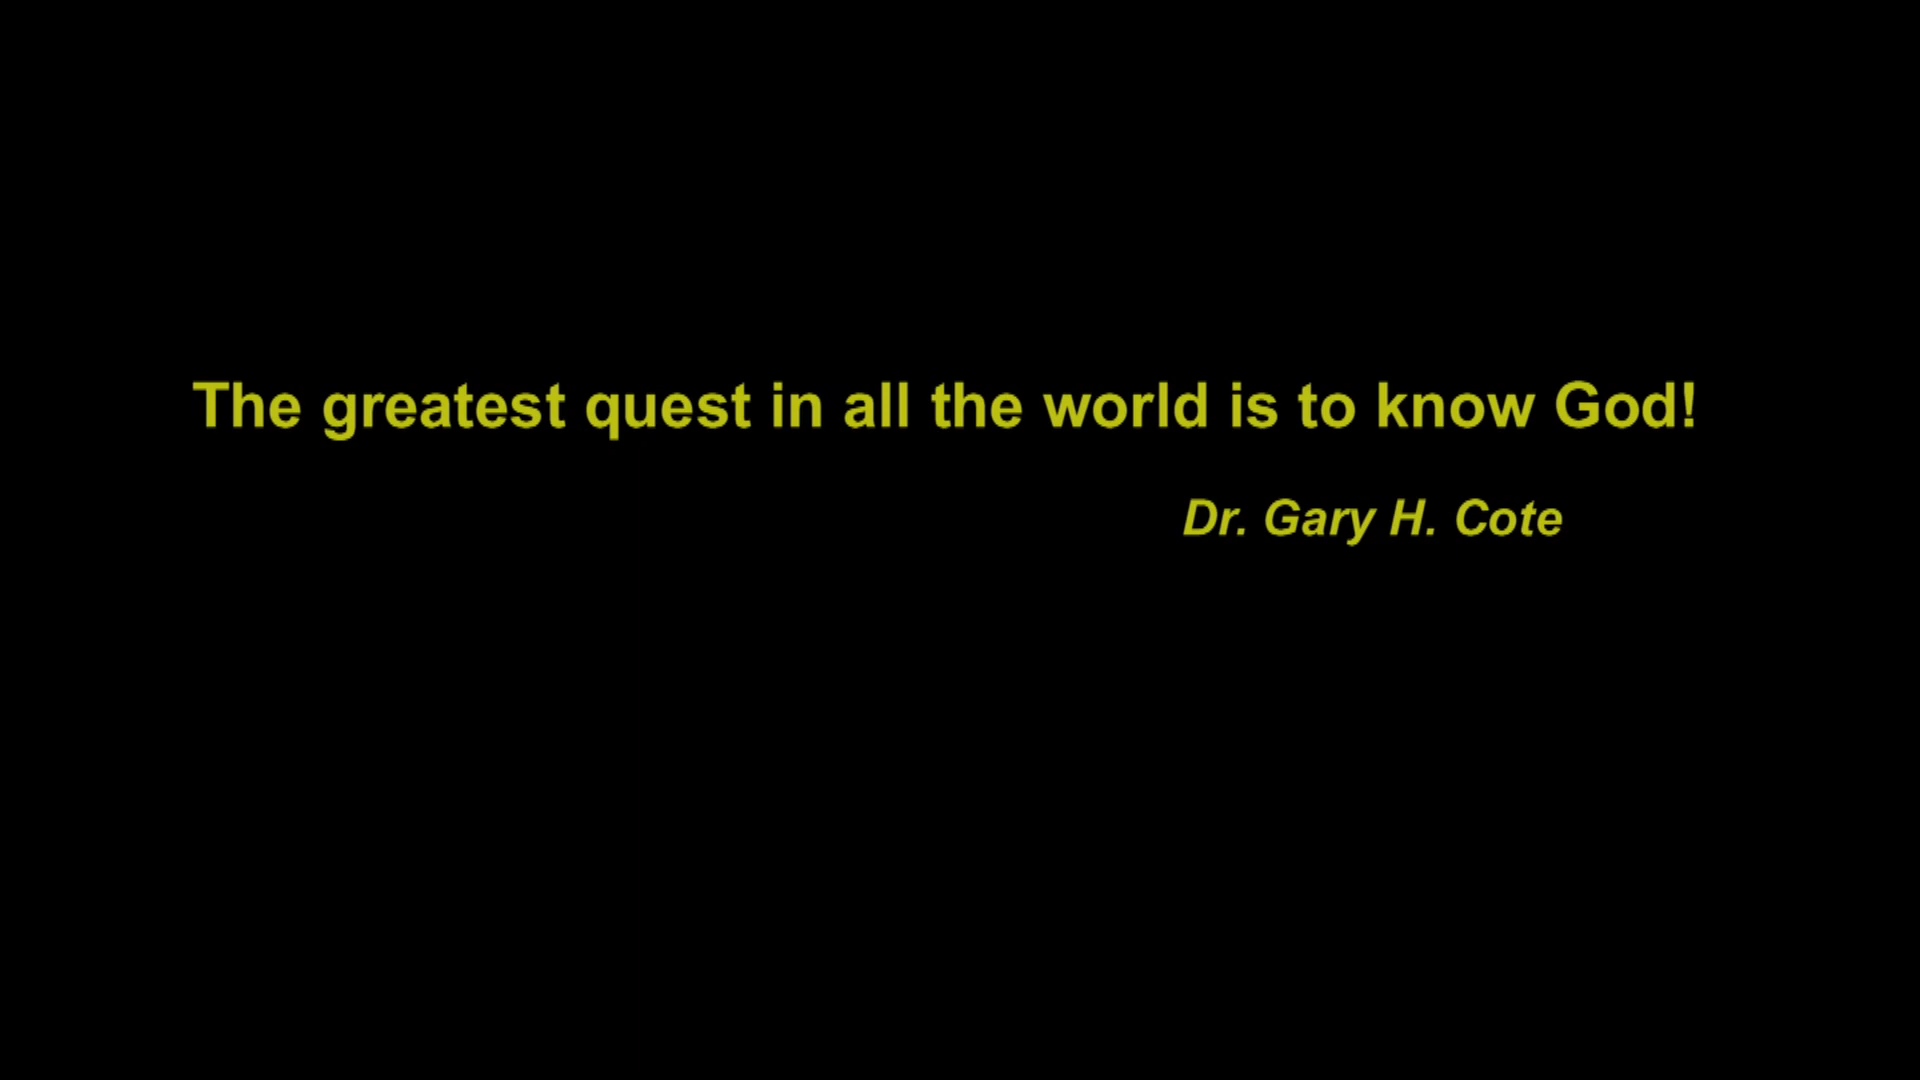 The greatest quest in all the world is to know God!
Dr. Gary H. Cote